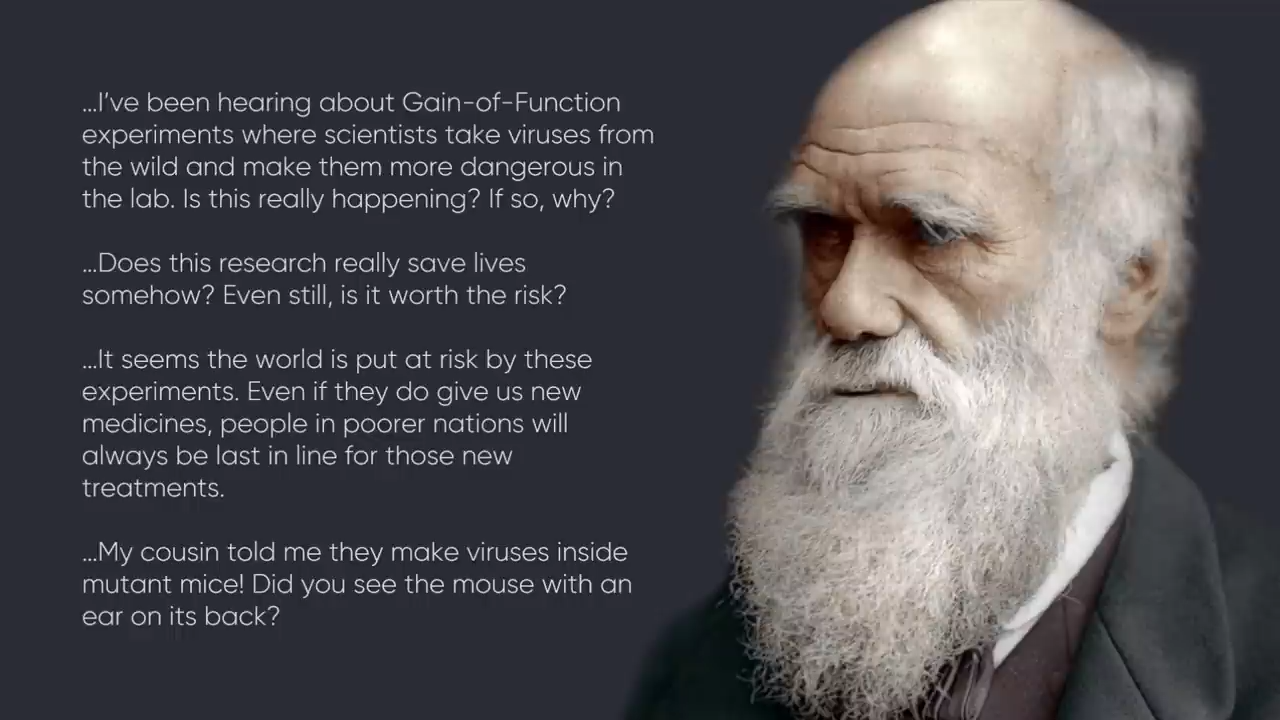 ...I've been hearing about Gain-of-Function
experiments where scientists take viruses from
the wild and make them more dangerous in
the lab. Is this really happening? If so, why?
...Does this research really save lives
somehow? Even still, is it worth the risk?
...It seems the world is put at risk by these
experiments. Even if they do give us new
medicines, people in poorer nations will
always be last in line for those new
treatments.
...My cousin told me they make viruses inside
mutant mice! Did you see the mouse with an
ear on its back?